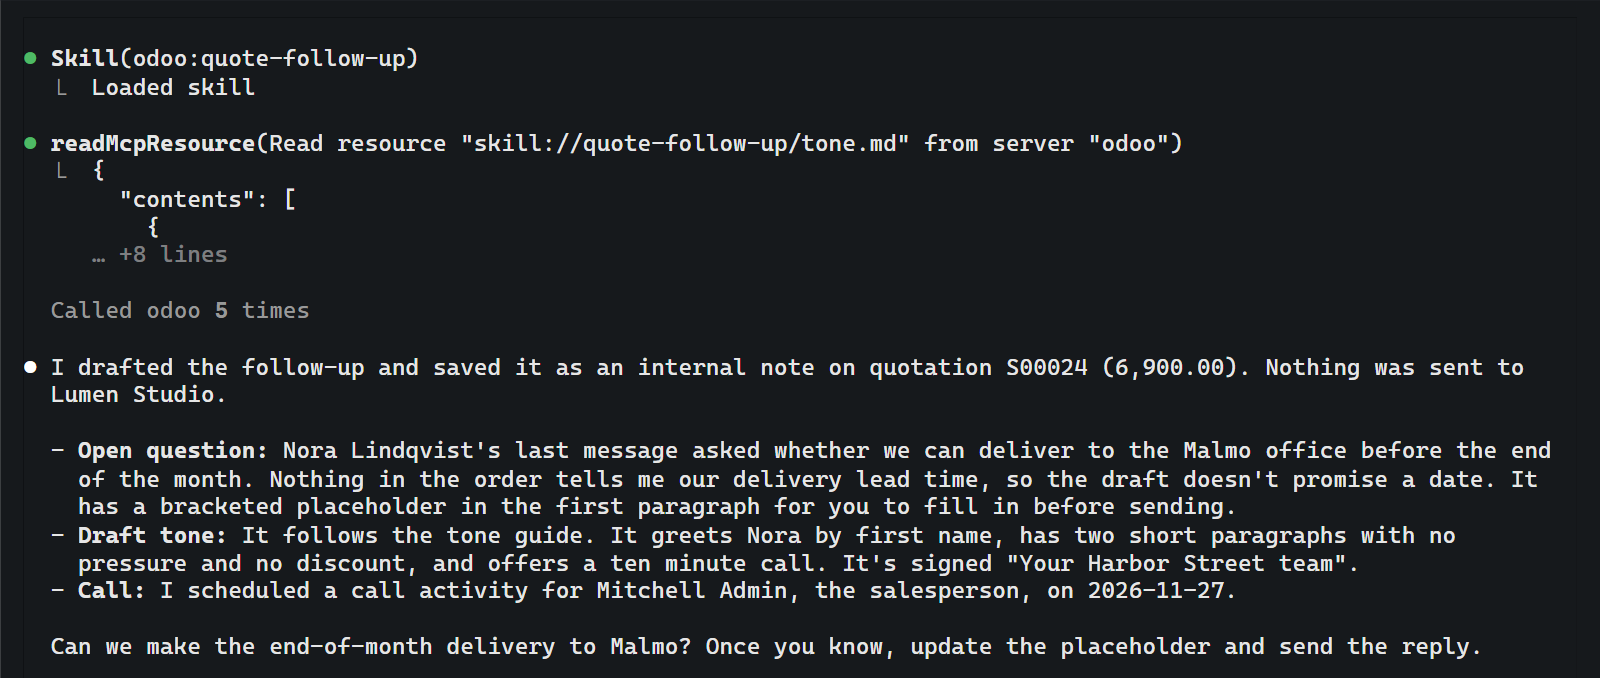 ● Skill(odoo:quote-follow-up)
└ Loaded skill
● readMcpResource(Read resource "skill://quote-follow-up/tone.md" from server "odoo")
└ {
"contents": [
{
… +8 lines
Called odoo 5 times
● I drafted the follow-up and saved it as an internal note on quotation S00024 (6,900.00). Nothing was sent to
Lumen Studio.
- Open question: Nora Lindqvist's last message asked whether we can deliver to the Malmo office before the end
of the month. Nothing in the order tells me our delivery lead time, so the draft doesn't promise a date. It
has a bracketed placeholder in the first paragraph for you to fill in before sending.
- Draft tone: It follows the tone guide. It greets Nora by first name, has two short paragraphs with no
pressure and no discount, and offers a ten minute call. It's signed "Your Harbor Street team".
- Call: I scheduled a call activity for Mitchell Admin, the salesperson, on 2026-11-27.
Can we make the end-of-month delivery to Malmo? Once you know, update the placeholder and send the reply.